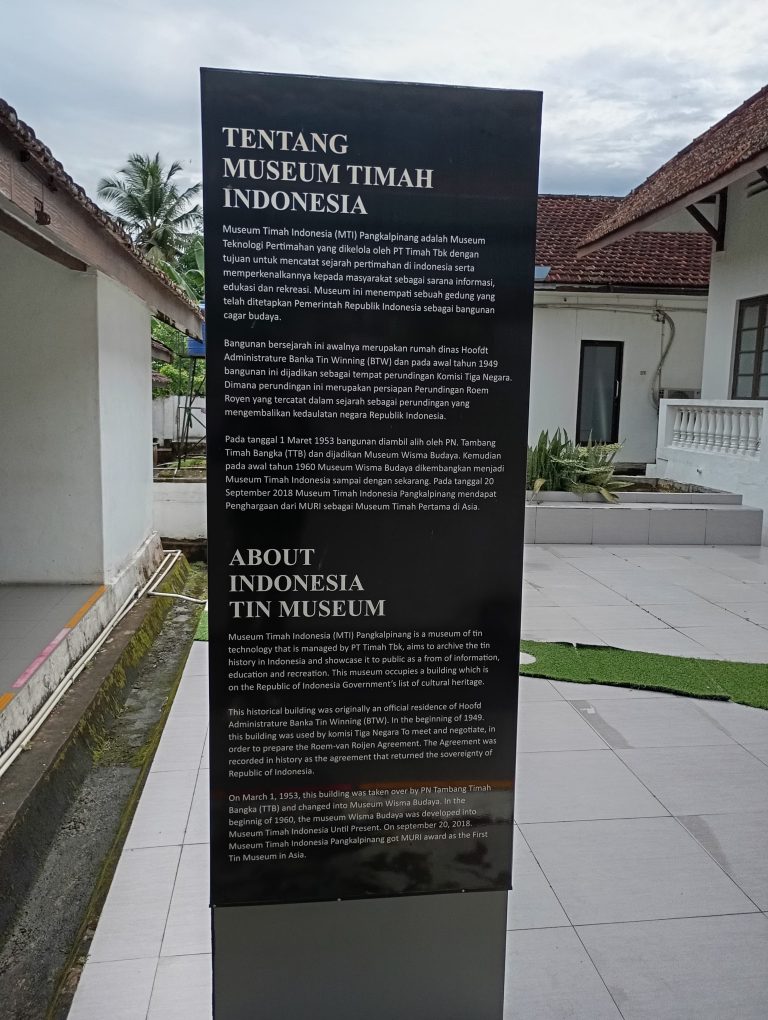 TENTANG
MUSEUM TIMAH
INDONESIA
Museum Timah Indonesia (MTI) Pangkalpinang adalah Museum
Teknologi Pertimahan yang dikelola oleh PT Timah Tbk dengan
tujuan untuk mencatat sejarah pertimahan di indonesia serta
memperkenalkannya kepada masyarakat sebagai sarana informasi,
edukasi dan rekreasi. Museum ini menempati sebuah gedung yang
telah ditetapkan Pemerintah Republik Indonesia sebagai bangunan
cagar budaya.
Bangunan bersejarah ini awalnya merupakan rumah dinas Hoofdt
Administrature Banka Tin Winning (BTW) dan pada awal tahun 1949
bangunan ini dijadikan sebagai tempat perundingan Komisi Tiga Negara.
Dimana perundingan ini merupakan persiapan Perundingan Roem
Royen yang tercatat dalam sejarah sebagai perundingan yang
mengembalikan kedaulatan negara Republik Indonesia.
Pada tanggal 1 Maret 1953 bangunan diambil alih oleh PN. Tambang
Timah Bangka (TTB) dan dijadikan Museum Wisma Budaya. Kemudian
pada awal tahun 1960 Museum Wisma Budaya dikembangkan menjadi
Museum Timah Indonesia sampai dengan sekarang. Pada tanggal 20
September 2018 Museum Timah Indonesia Pangkalpinang mendapat
Penghargaan dari MURI sebagai Museum Timah Pertama di Asia.
ABOUT
INDONESIA
TIN MUSEUM
Museum Timah Indonesia (MTI) Pangkalpinang is a museum of tin
technology that is managed by PT Timah Tbk, aims to archive the tin
history in Indonesia and showcase it to public as a from of information,
education and recreation. This museum occupies a building which is
on the Republic of Indonesia Government's list of cultural heritage.
This historical building was originally an official residence of Hoofd
Administrature Banka Tin Winning (BTW). In the beginning of 1949.
this building was used by komisi Tiga Negara To meet and negotiate, in
order to prepare the Roem-van Roijen Agreement. The Agreement was
recorded in history as the agreement that returned the sovereignty of
Republic of Indonesia.
On March 1, 1953, this building was taken over by PN Tambang Timah
Bangka (TTB) and changed into Museum Wisma Budaya. In the
beginnig of 1960, the museum Wisma Budaya was developed into
Museum Timah Indonesia Until Present. On september 20, 2018.
Museum Timah Indonesia Pangkalpinang got MURI award as the First
Tin Museum in Asia.